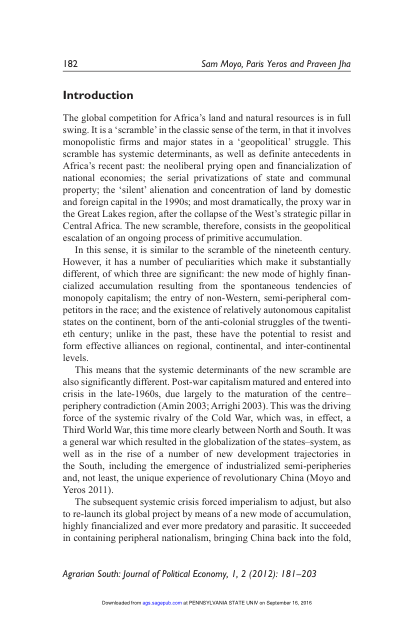 182 Sam Moyo, Paris Yeros and Praveen Jha
Introduction
The global competition for Africa's land and natural resources is in full
swing. It is a 'scramble' in the classic sense of the term, in that it involves
monopolistic firms and major states in a 'geopolitical' struggle. This
scramble has systemic determinants, as well as definite antecedents in
Africa's recent past: the neoliberal prying open and financialization of
national economies; the serial privatizations of state and communal
property; the 'silent' alienation and concentration of land by domestic
and foreign capital in the 1990s; and most dramatically, the proxy war in
the Great Lakes region, after the collapse of the West's strategic pillar in
Central Africa. The new scramble, therefore, consists in the geopolitical
escalation of an ongoing process of primitive accumulation.
In this sense, it is similar to the scramble of the nineteenth century.
However, it has a number of peculiarities which make it substantially
different, of which three are significant: the new mode of highly finan-
cialized accumulation resulting from the spontaneous tendencies of
monopoly capitalism; the entry of non-Western, semi-peripheral com-
petitors in the race; and the existence of relatively autonomous capitalist
states on the continent, born of the anti-colonial struggles of the twenti-
eth century; unlike in the past, these have the potential to resist and
form effective alliances on regional, continental, and inter-continental
levels.
This means that the systemic determinants of the new scramble are
also significantly different. Post-war capitalism matured and entered into
crisis in the late-1960s, due largely to the maturation of the centre–
periphery contradiction (Amin 2003; Arrighi 2003). This was the driving
force of the systemic rivalry of the Cold War, which was, in effect, a
Third World War, this time more clearly between North and South. It was
a general war which resulted in the globalization of the states–system, as
well as in the rise of a number of new development trajectories in
the South, including the emergence of industrialized semi-peripheries
and, not least, the unique experience of revolutionary China (Moyo and
Yeros 2011).
The subsequent systemic crisis forced imperialism to adjust, but also
to re-launch its global project by means of a new mode of accumulation,
highly financialized and ever more predatory and parasitic. It succeeded
in containing peripheral nationalism, bringing China back into the fold,
Agrarian South: Journal of Political Economy, 1, 2 (2012): 181–203
Downloaded from ags.sagepub.com at PENNSYLVANIA STATE UNIV on September 16, 2016